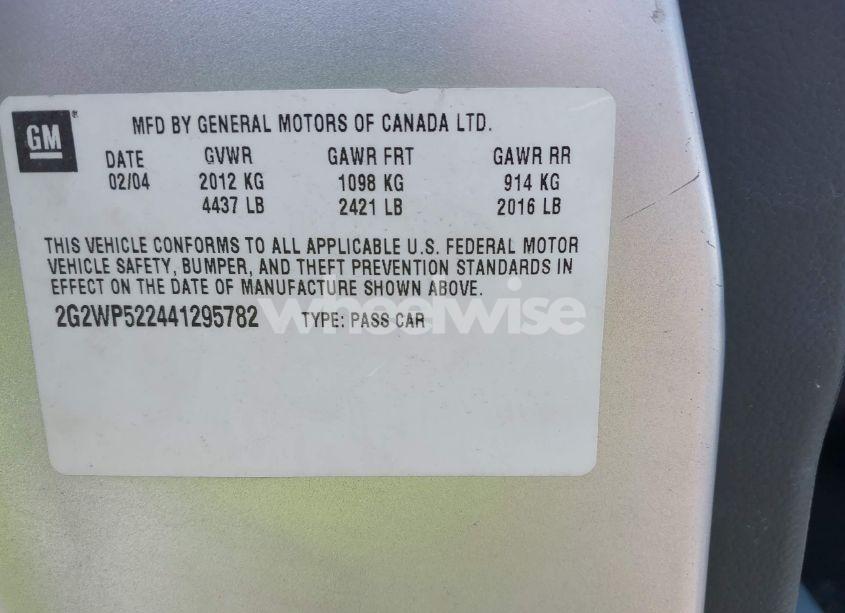 GM®
MFD BY GENERAL MOTORS OF CANADA LTD.
DATE GVWR GAWR FRT GAWR RR
02/04 2012 KG 1098 KG 914 KG
4437 LB 2421 LB 2016 LB
THIS VEHICLE CONFORMS TO ALL APPLICABLE U.S. FEDERAL MOTOR
VEHICLE SAFETY, BUMPER, AND THEFT PREVENTION STANDARDS IN
EFFECT ON THE DATE OF MANUFACTURE SHOWN ABOVE.
2G2WP522441295782 TYPE: PASS CAR
wheelwise